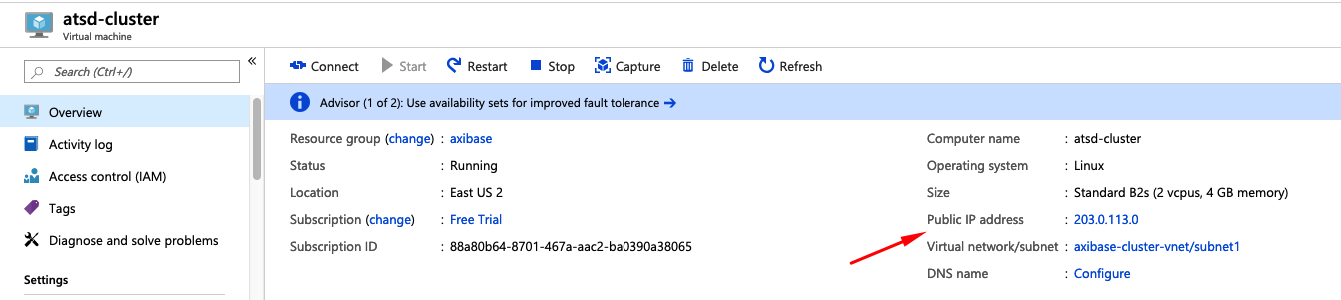 atsd-cluster
Virtual machine
Search (Ctrl+/)
«
Overview
Activity log
Access control (IAM)
Tags
Diagnose and solve problems
Settings
Connect Start Restart Stop Capture Delete Refresh
Advisor (1 of 2): Use availability sets for improved fault tolerance →
Resource group (change) : axibase
Status : Running
Location : East US 2
Subscription (change) : Free Trial
Subscription ID : 88a80b64-8701-467a-aac2-ba0390a38065
Computer name : atsd-cluster
Operating system : Linux
Size : Standard B2s (2 vcpus, 4 GB memory)
Public IP address : 203.0.113.0
Virtual network/subnet : axibase-cluster-vnet/subnet1
DNS name : Configure